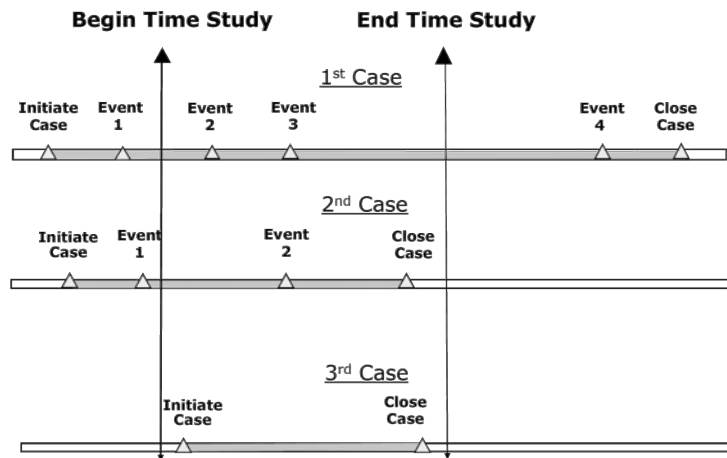 Begin Time Study End Time Study
1st Case
Initiate Case Event 1 Event 2 Event 3 Event 4 Close Case
2nd Case
Initiate Case Event 1 Event 2 Close Case
3rd Case
Initiate Case Close Case